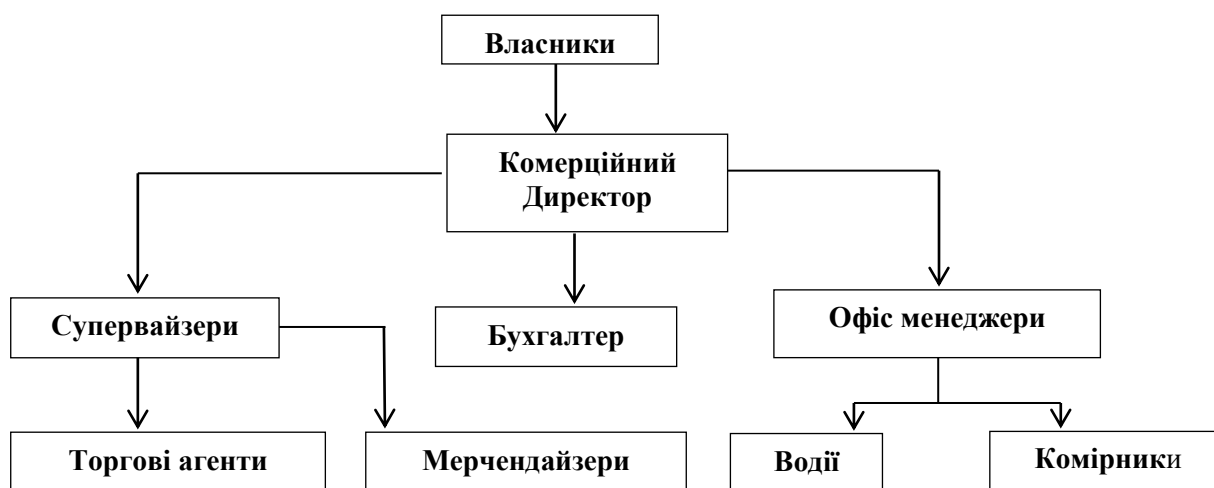 Власники
Комерційний
Директор
Супервайзери
Бухгалтер
Офіс менеджери
Торгові агенти
Мерчендайзери
Водії
Комірники